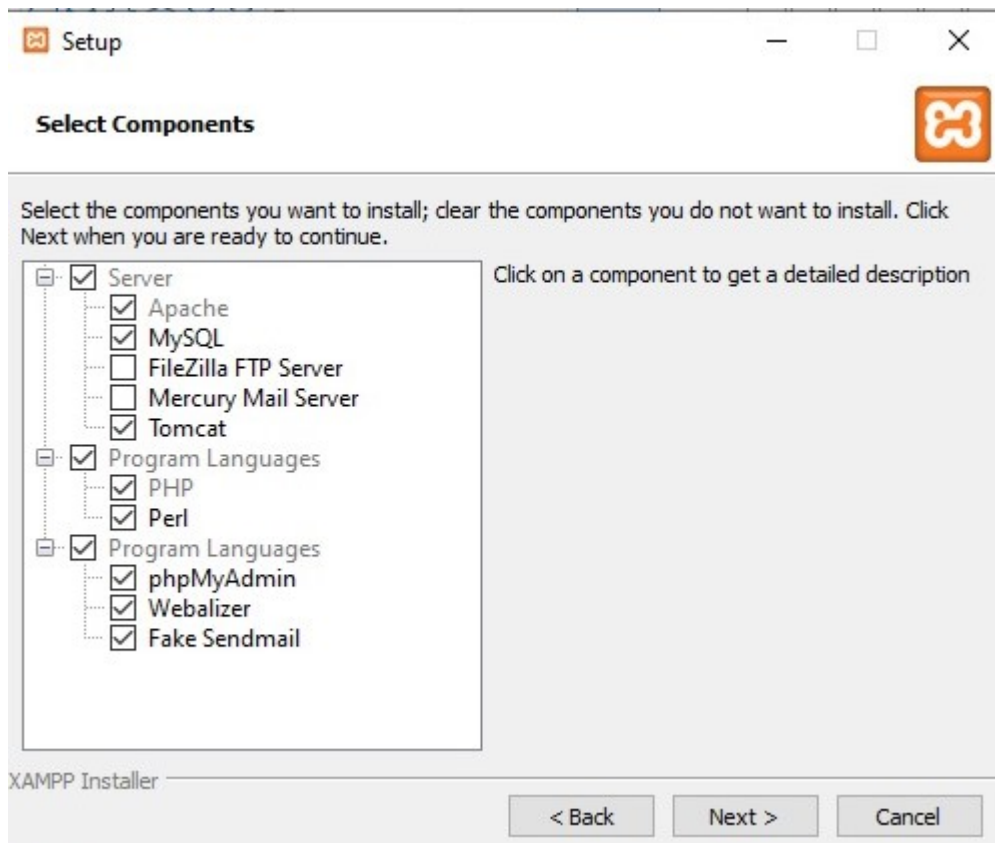 Setup
Select Components
Select the components you want to install; clear the components you do not want to install. Click
Next when you are ready to continue.
Server
Apache
MySQL
FileZilla FTP Server
Mercury Mail Server
Tomcat
Program Languages
PHP
Perl
Program Languages
phpMyAdmin
Webalizer
Fake Sendmail
Click on a component to get a detailed description
XAMPP Installer
< Back
Next >
Cancel